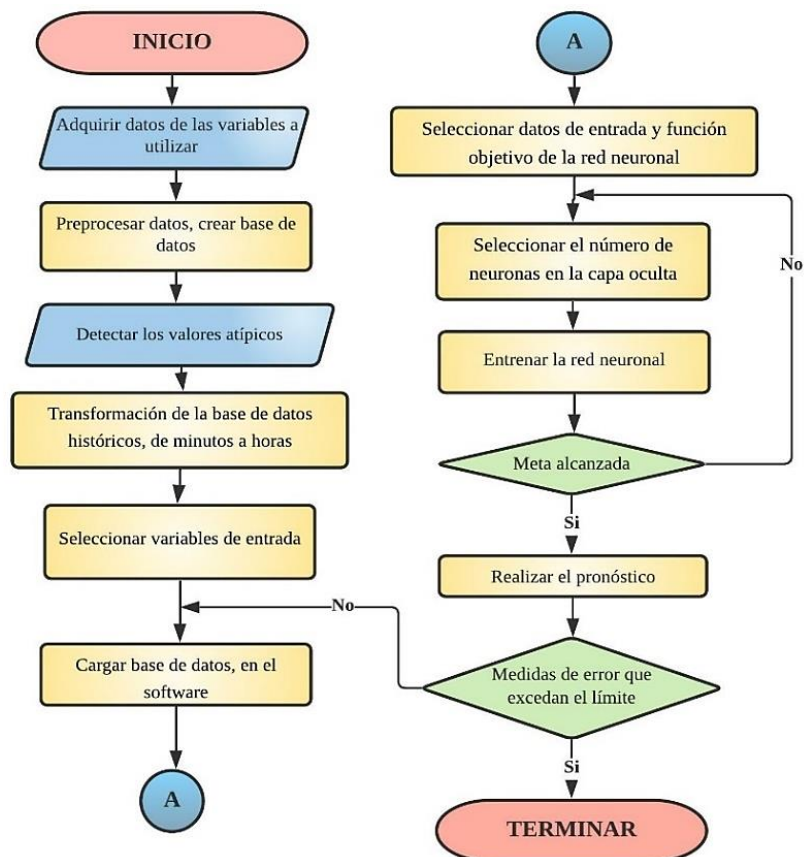 INICIO
Adquirir datos de las variables a
utilizar
Preprocesar datos, crear base de
datos
Detectar los valores atípicos
Transformación de la base de datos
históricos, de minutos a horas
Seleccionar variables de entrada
No
Cargar base de datos, en el
software
A
A
Seleccionar datos de entrada y función
objetivo de la red neuronal
Seleccionar el número de
neuronas en la capa oculta
No
Entrenar la red neuronal
Meta alcanzada
Si
Realizar el pronóstico
Medidas de error que
excedan el límite
Si
TERMINAR